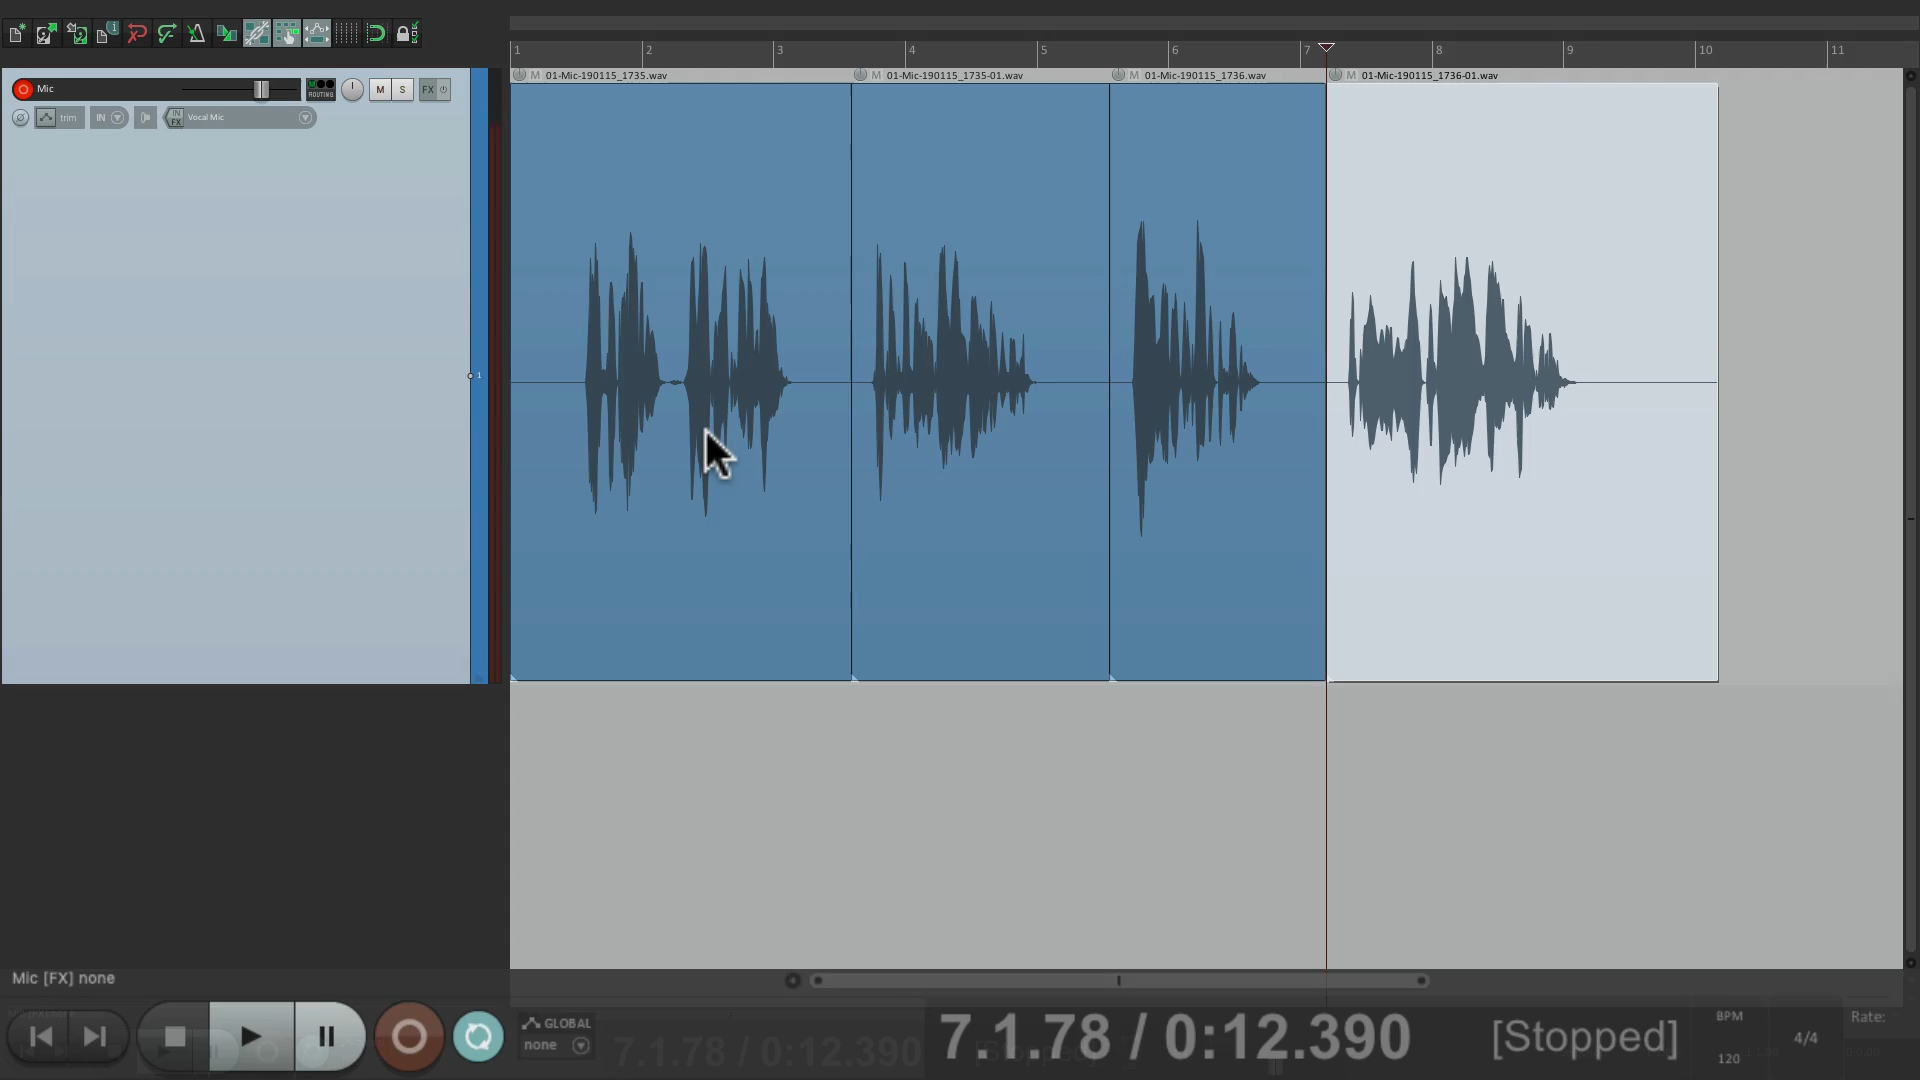 1 2 3 4 5 6 7 8 9 10 11
M 01-Mic-190115_1735.wav M 01-Mic-190115_1735-01.wav M 01-Mic-190115_1736.wav M 01-Mic-190115_1736-01.wav
Mic ROUTING M S FX
trim IN IN FX Vocal Mic
1
Mic [FX] none
GLOBAL
none
7.1.78 / 0:12.390
7.1.78 / 0:12.390 [Stopped]
BPM
120
4/4
Rate: